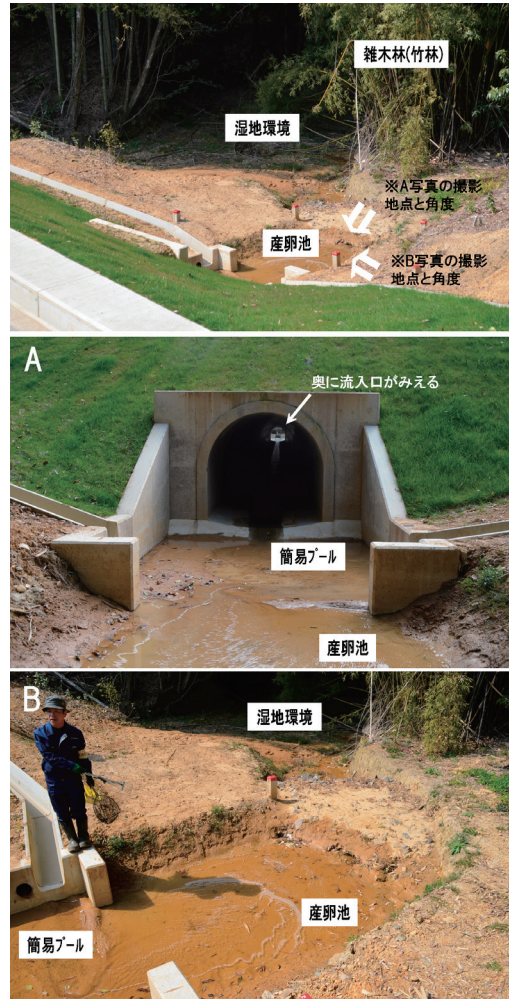 雑木林(竹林)
湿地環境
※A写真の撮影
地点と角度
産卵池
※B写真の撮影
地点と角度
A
奥に流入口がみえる
簡易プール
産卵池
B
湿地環境
産卵池
簡易プール